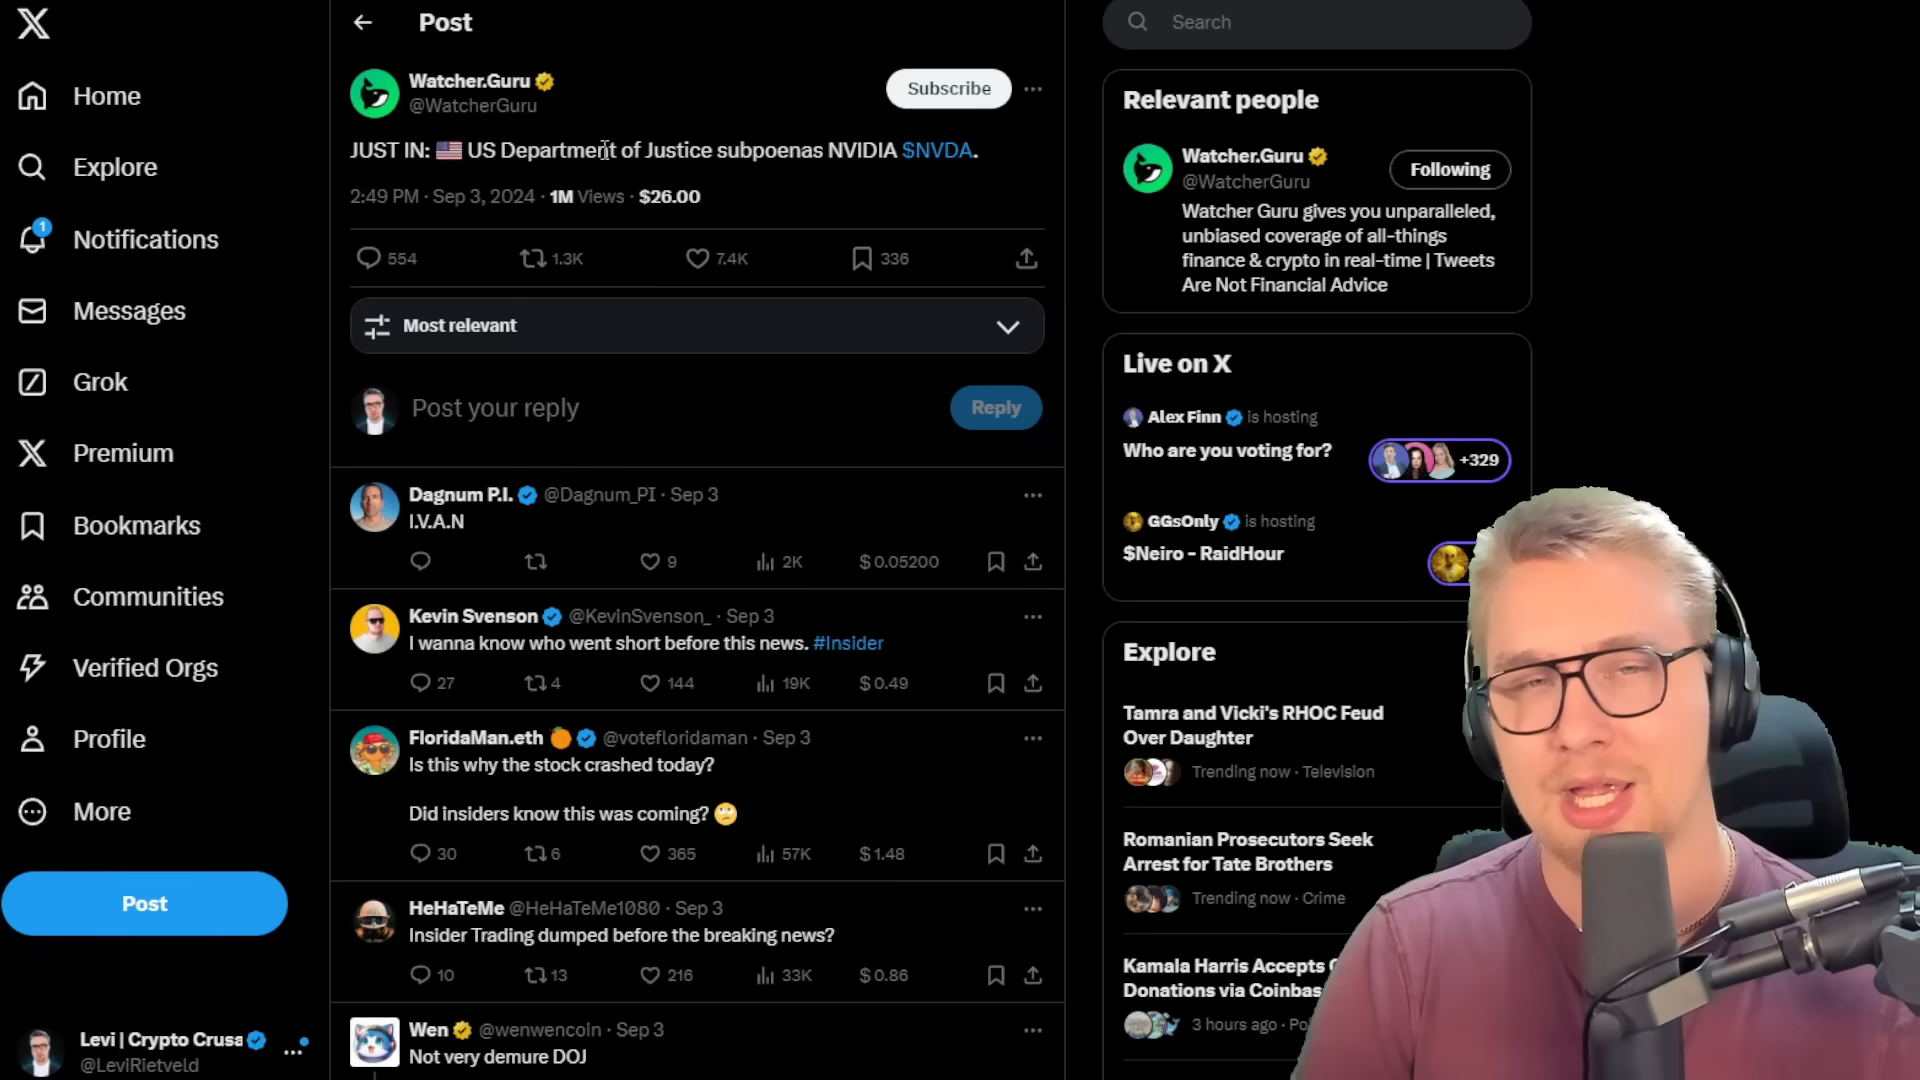 Home
Explore
1
Notifications
Messages
Grok
Premium
Bookmarks
Communities
Verified Orgs
Profile
More
Post
Levi | Crypto Crusa
@LeviRietveld
Post
Watcher.Guru
@WatcherGuru
Subscribe
JUST IN: 🇺🇸 US Department of Justice subpoenas NVIDIA $NVDA.
2:49 PM · Sep 3, 2024 · 1M Views · $26.00
554 1.3K 7.4K 336
Most relevant
Post your reply
Reply
Dagnum P.I. @Dagnum_PI · Sep 3
I.V.A.N
9 2K $0.05200
Kevin Svenson @KevinSvenson_ · Sep 3
I wanna know who went short before this news. #Insider
27 4 144 19K $0.49
FloridaMan.eth 🍊 @votefloridaman · Sep 3
Is this why the stock crashed today?
Did insiders know this was coming? 🙄
30 6 365 57K $1.48
HeHaTeMe @HeHaTeMe1080 · Sep 3
Insider Trading dumped before the breaking news?
10 13 216 33K $0.86
Wen @wenwencoin · Sep 3
Not very demure DOJ
Search
Relevant people
Watcher.Guru
@WatcherGuru
Following
Watcher Guru gives you unparalleled,
unbiased coverage of all-things
finance & crypto in real-time | Tweets
Are Not Financial Advice
Live on X
Alex Finn is hosting
Who are you voting for?
+329
GGsOnly is hosting
$Neiro - RaidHour
Explore
Tamra and Vicki's RHOC Feud
Over Daughter
Trending now · Television
Romanian Prosecutors Seek
Arrest for Tate Brothers
Trending now · Crime
Kamala Harris Accepts
Donations via Coinbas
3 hours ago · Po